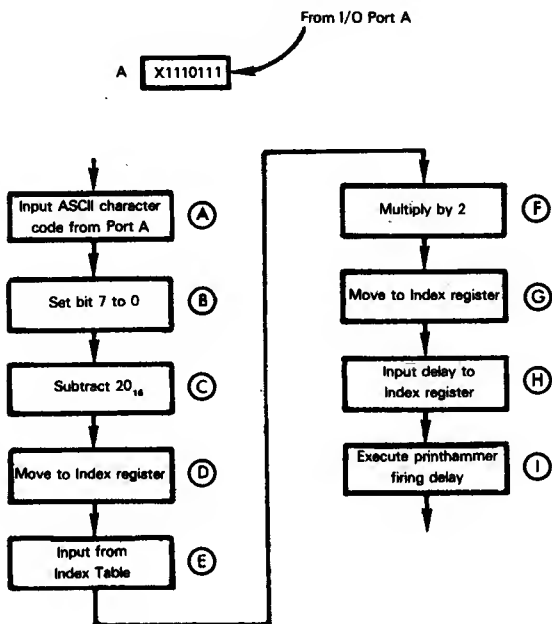 From I/O Port A
A X1110111
Input ASCII character
code from Port A
A
Set bit 7 to 0
B
Subtract 20₁₆
C
Move to Index register
D
Input from
Index Table
E
Multiply by 2
F
Move to Index register
G
Input delay to
Index register
H
Execute printhammer
firing delay
I